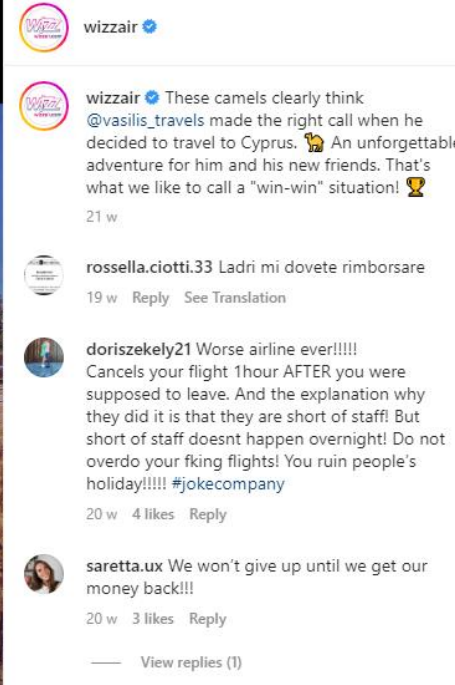 wizzair
wizzair These camels clearly think
@vasilis_travels made the right call when he
decided to travel to Cyprus. 🐪 An unforgettable
adventure for him and his new friends. That's
what we like to call a "win-win" situation! 🏆
21 w
rossella.ciotti.33 Ladri mi dovete rimborsare
19 w Reply See Translation
doriszekely21 Worse airline ever!!!!!
Cancels your flight 1hour AFTER you were
supposed to leave. And the explanation why
they did it is that they are short of staff! But
short of staff doesnt happen overnight! Do not
overdo your fking flights! You ruin people's
holiday!!!!! #jokecompany
20 w 4 likes Reply
saretta.ux We won't give up until we get our
money back!!!
20 w 3 likes Reply
View replies (1)